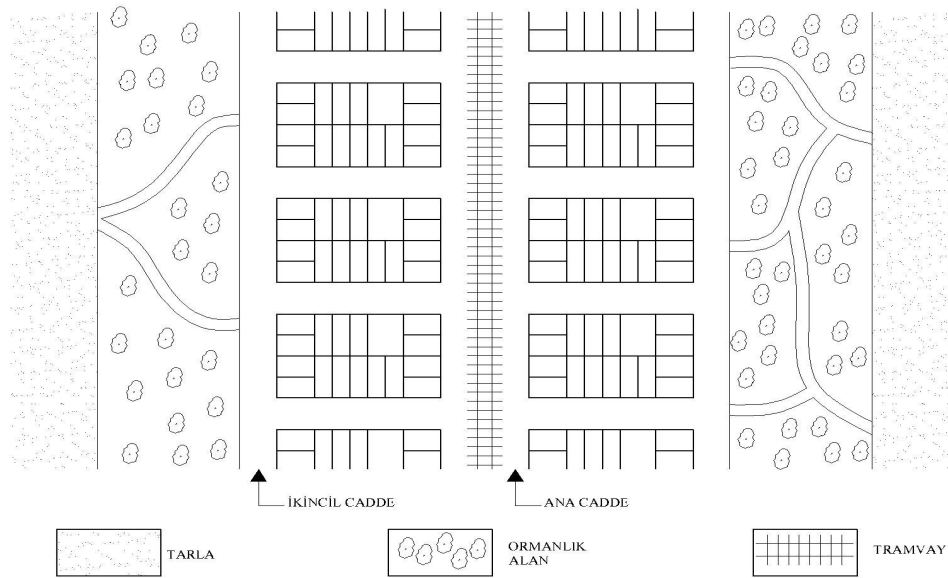 İKİNCİL CADDE
ANA CADDE
TARLA
ORMANLIK
ALAN
TRAMVAY